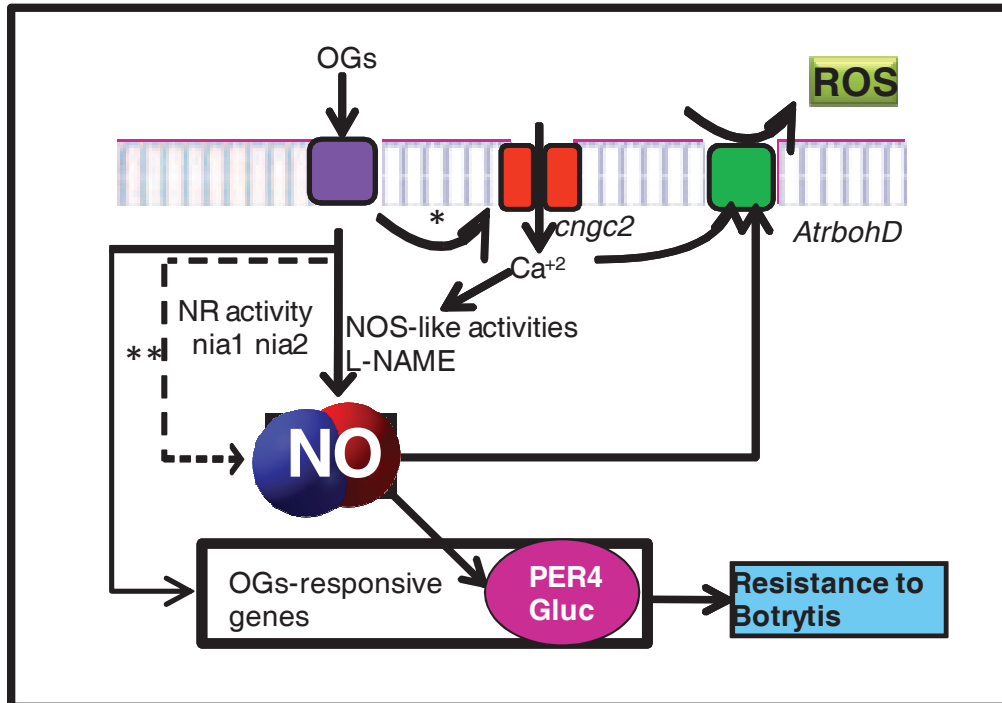 OGs
ROS
*
cngc2
AtrbohD
Ca+2
NR activity
nia1 nia2
**
NOS-like activities
L-NAME
NO
OGs-responsive
genes
PER4
Gluc
Resistance to
Botrytis